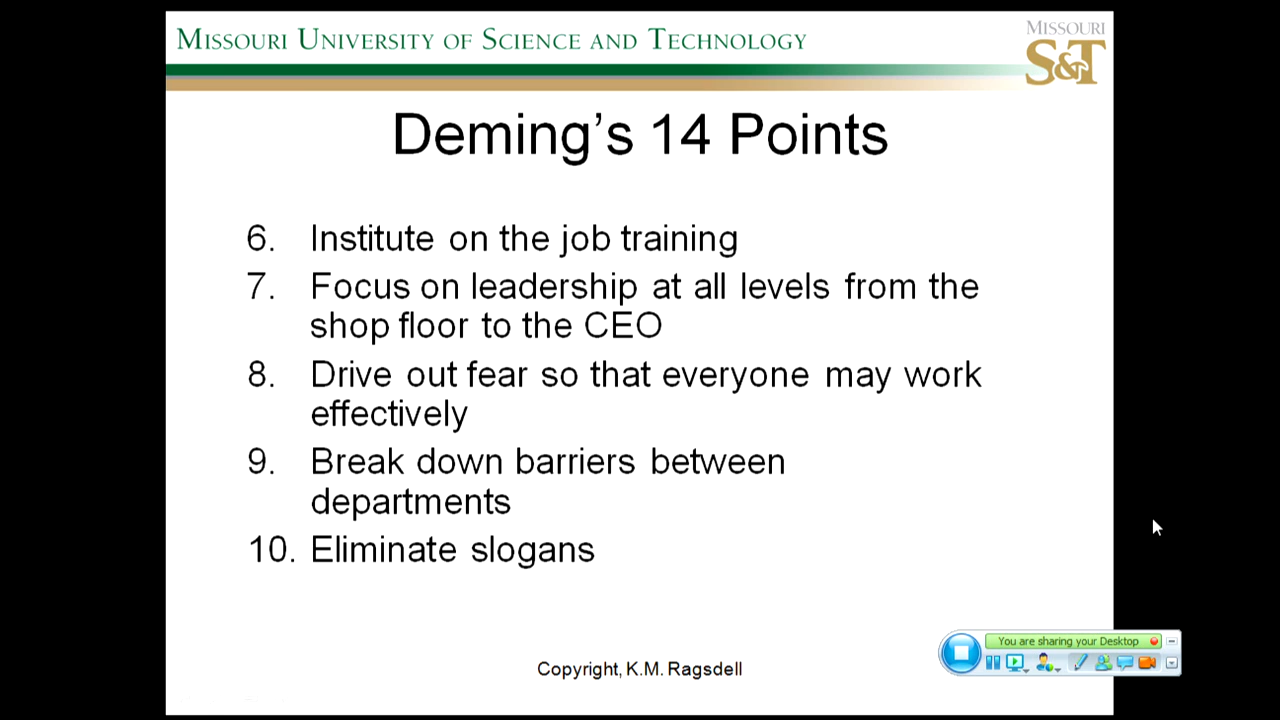 MISSOURI UNIVERSITY OF SCIENCE AND TECHNOLOGY
MISSOURI
S&T
Deming's 14 Points
6. Institute on the job training
7. Focus on leadership at all levels from the
shop floor to the CEO
8. Drive out fear so that everyone may work
effectively
9. Break down barriers between
departments
10. Eliminate slogans
You are sharing your Desktop
Copyright, K.M. Ragsdell